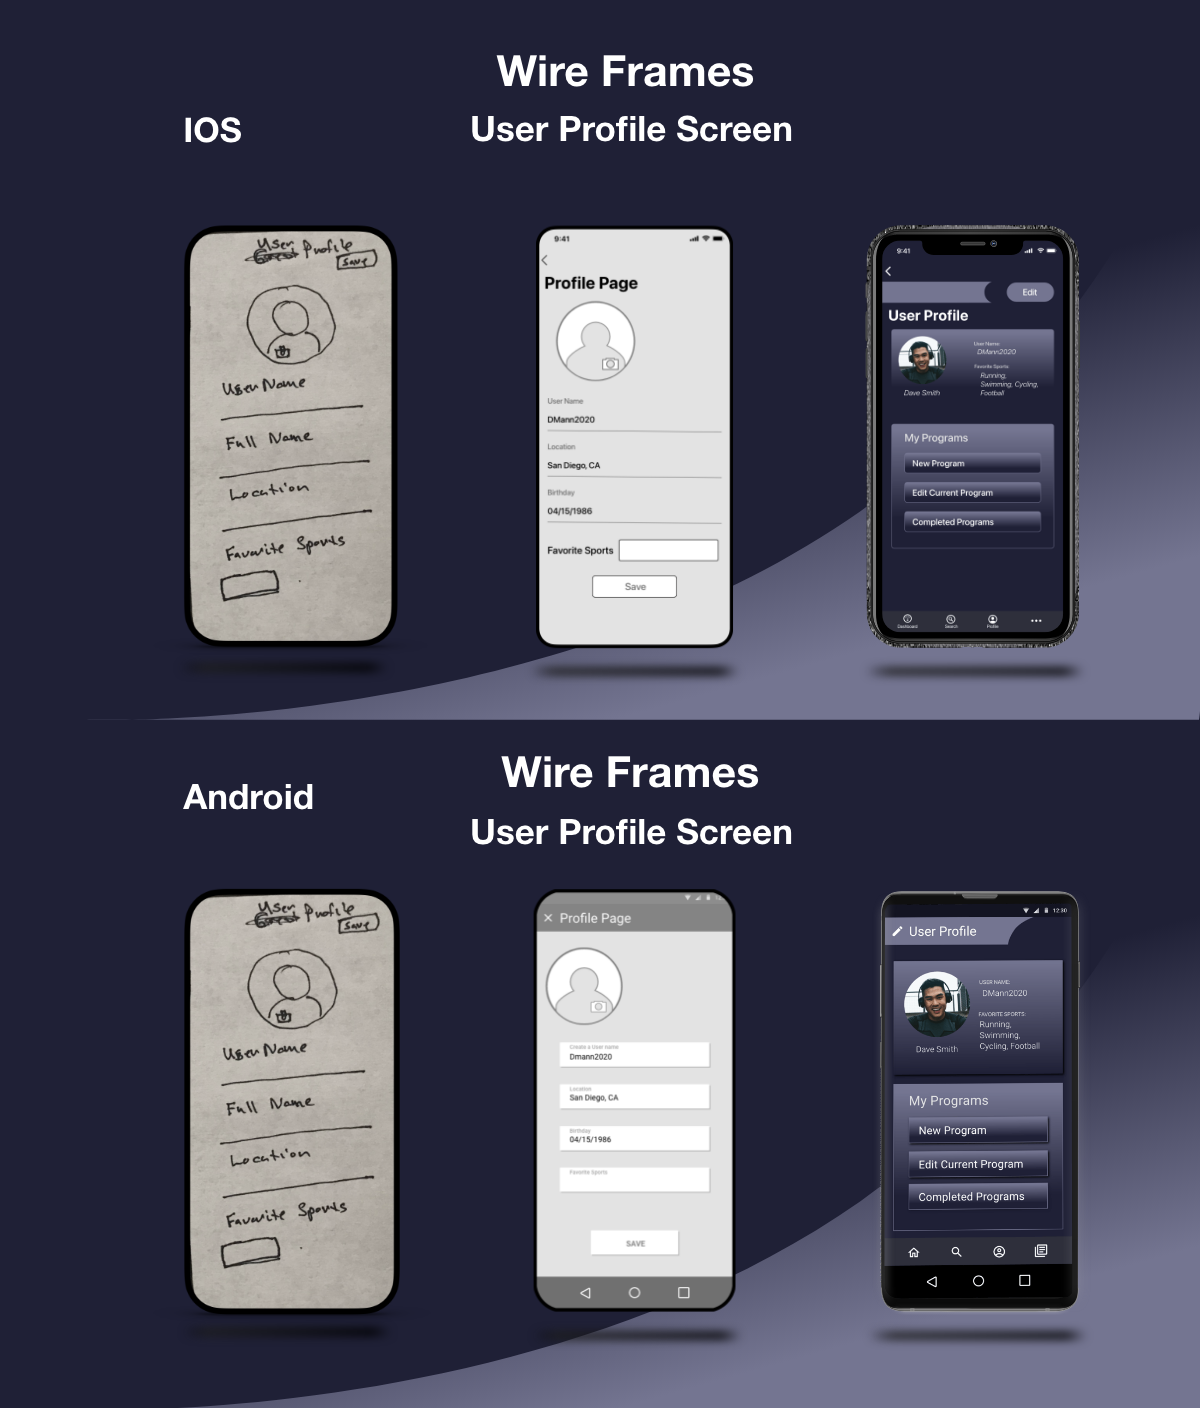 Wire Frames
IOS
User Profile Screen
User Profile
Save
User Name
Full Name
Location
Favorite Sports
9:41
Profile Page
User Name
DMann2020
Location
San Diego, CA
Birthday
04/15/1986
Favorite Sports
Save
9:41
Edit
User Profile
User Name:
DMann2020
Favorite Sports
Running,
Swimming, Cycling,
Football
Dave Smith
My Programs
New Program
Edit Current Program
Completed Programs
Dashboard
Search
Profile
Wire Frames
Android
User Profile Screen
User Profile
Save
User Name
Full Name
Location
Favorite Sports
Profile Page
Create a User name
Dmann2020
Location
San Diego, CA
Birthday
04/15/1986
Favorite Sports
SAVE
12:30
User Profile
USER NAME:
DMann2020
FAVORITE SPORTS:
Running,
Swimming,
Cycling, Football
Dave Smith
My Programs
New Program
Edit Current Program
Completed Programs